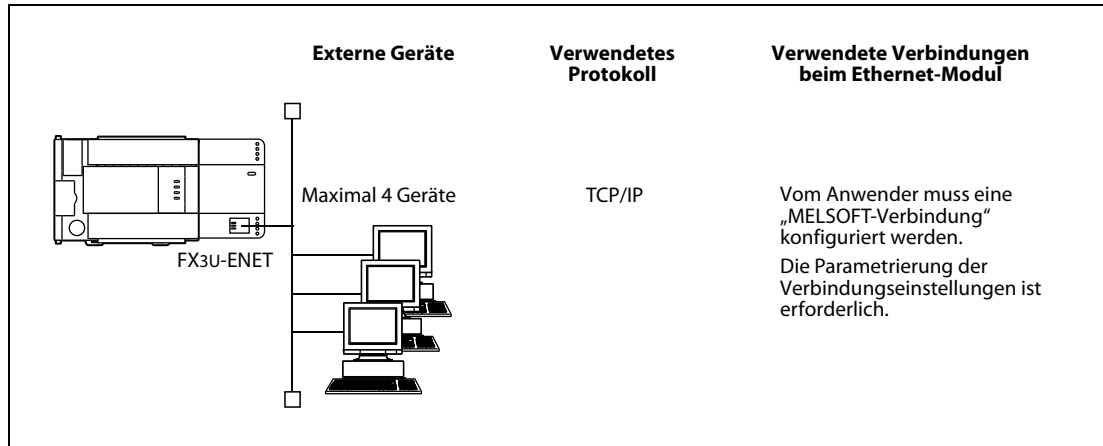 Externe Geräte
Verwendetes
Protokoll
Verwendete Verbindungen
beim Ethernet-Modul
Maximal 4 Geräte
TCP/IP
Vom Anwender muss eine
„MELSOFT-Verbindung“
konfiguriert werden.
Die Parametrierung der
Verbindungseinstellungen ist
erforderlich.
FX3U-ENET